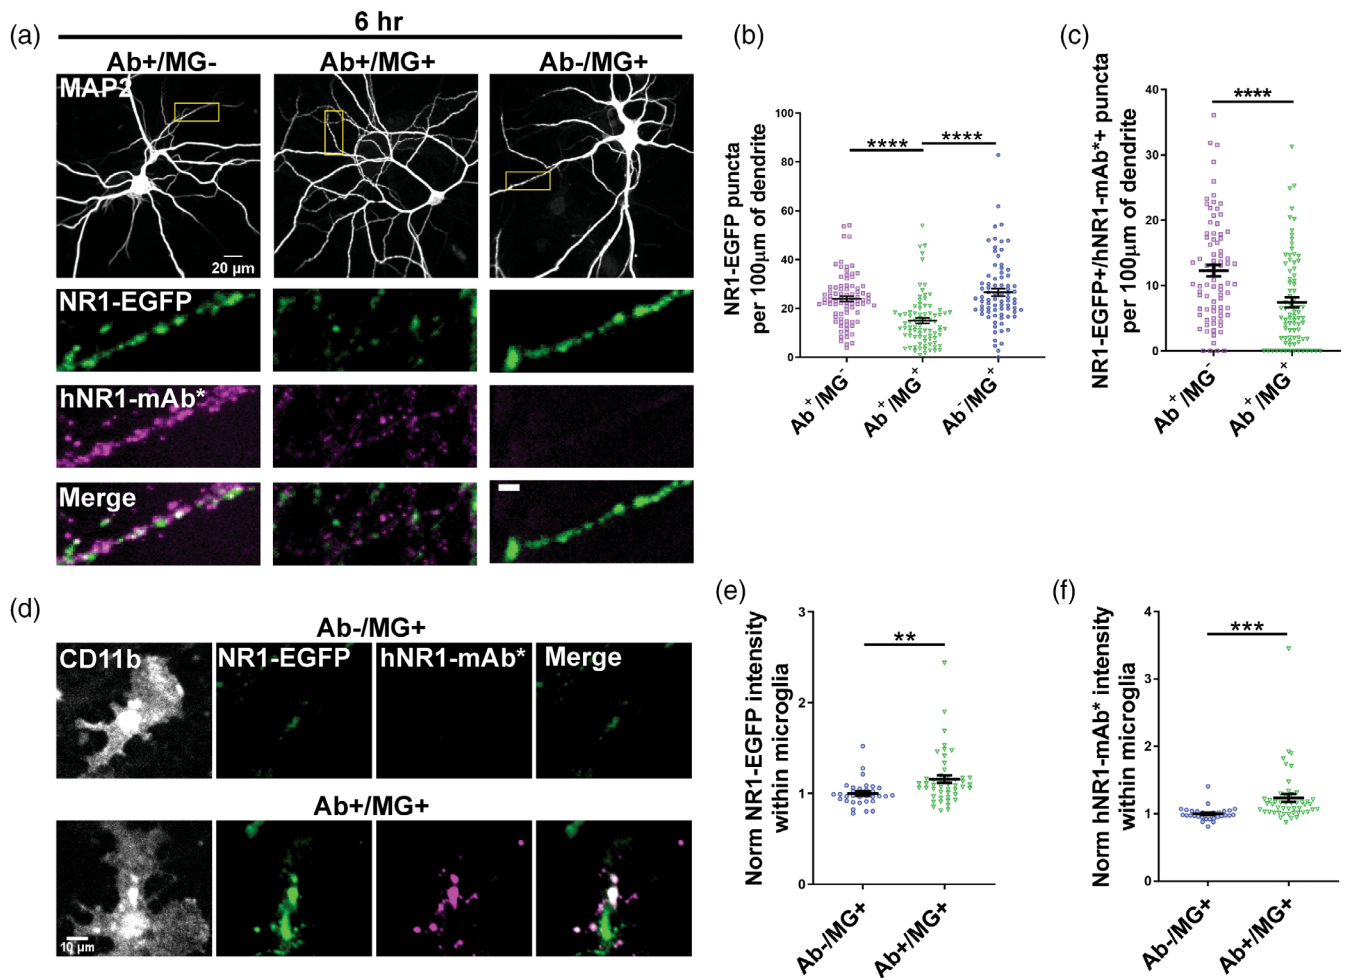 (a)
6 hr
Ab+/MG- Ab+/MG+ Ab-/MG+
MAP2
20 µm
NR1-EGFP
hNR1-mAb*
Merge
(b)
NR1-EGFP puncta
per 100µm of dendrite
100
80
60
40
20
0
**** ****
Ab+/MG- Ab+/MG+ Ab-/MG+
(c)
NR1-EGFP+/hNR1-mAb*+ puncta
per 100µm of dendrite
40
30
20
10
0
****
Ab+/MG- Ab+/MG+
(d)
Ab-/MG+
CD11b NR1-EGFP hNR1-mAb* Merge
Ab+/MG+
10 µm
(e)
Norm NR1-EGFP intensity
within microglia
3
2
1
0
**
Ab-/MG+ Ab+/MG+
(f)
Norm hNR1-mAb* intensity
within microglia
4
3
2
1
0
***
Ab-/MG+ Ab+/MG+